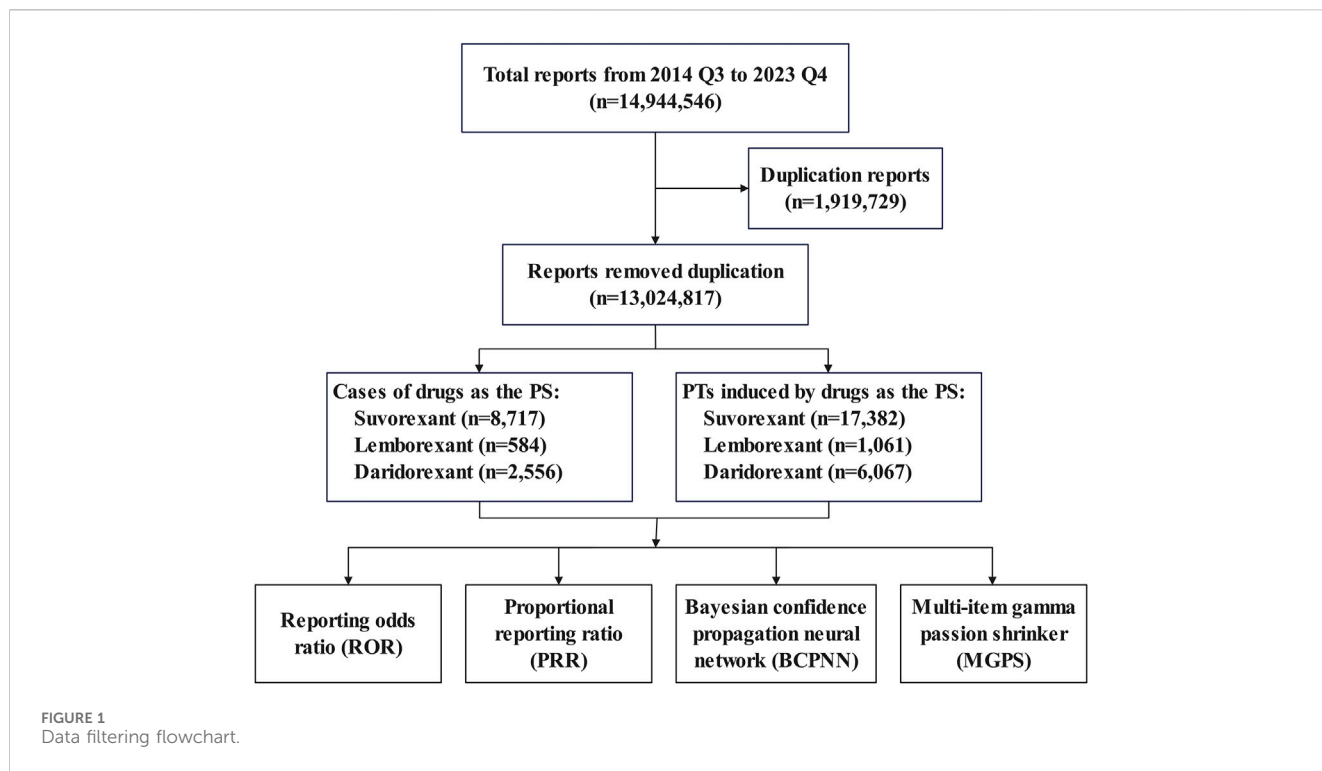 Total reports from 2014 Q3 to 2023 Q4
(n=14,944,546)
Duplication reports
(n=1,919,729)
Reports removed duplication
(n=13,024,817)
Cases of drugs as the PS:
Suvorexant (n=8,717)
Lemborexant (n=584)
Daridorexant (n=2,556)
PTs induced by drugs as the PS:
Suvorexant (n=17,382)
Lemborexant (n=1,061)
Daridorexant (n=6,067)
Reporting odds
ratio (ROR)
Proportional
reporting ratio
(PRR)
Bayesian confidence
propagation neural
network (BCPNN)
Multi-item gamma
passion shrinker
(MGPS)
FIGURE 1
Data filtering flowchart.